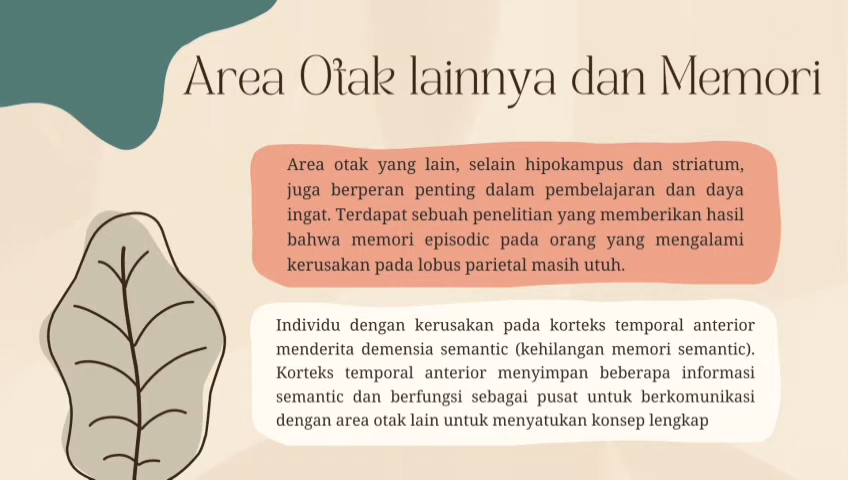 Area Otak lainnya dan Memori
Area otak yang lain, selain hipokampus dan striatum,
juga berperan penting dalam pembelajaran dan daya
ingat. Terdapat sebuah penelitian yang memberikan hasil
bahwa memori episodic pada orang yang mengalami
kerusakan pada lobus parietal masih utuh.
Individu dengan kerusakan pada korteks temporal anterior
menderita demensia semantic (kehilangan memori semantic).
Korteks temporal anterior menyimpan beberapa informasi
semantic dan berfungsi sebagai pusat untuk berkomunikasi
dengan area otak lain untuk menyatukan konsep lengkap